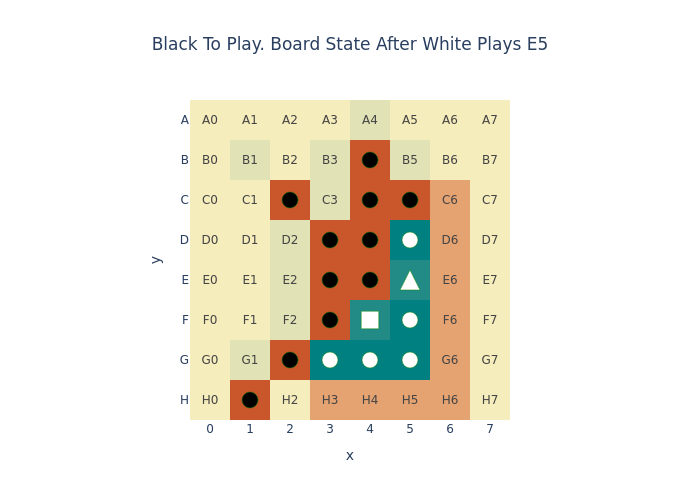 Black To Play. Board State After White Plays E5
A A0 A1 A2 A3 A4 A5 A6 A7
B B0 B1 B2 B3 B5 B6 B7
C C0 C1 C3 C6 C7
D D0 D1 D2 D6 D7
y
E E0 E1 E2 E6 E7
F F0 F1 F2 F6 F7
G G0 G1 G6 G7
H H0 H2 H3 H4 H5 H6 H7
0 1 2 3 4 5 6 7
x